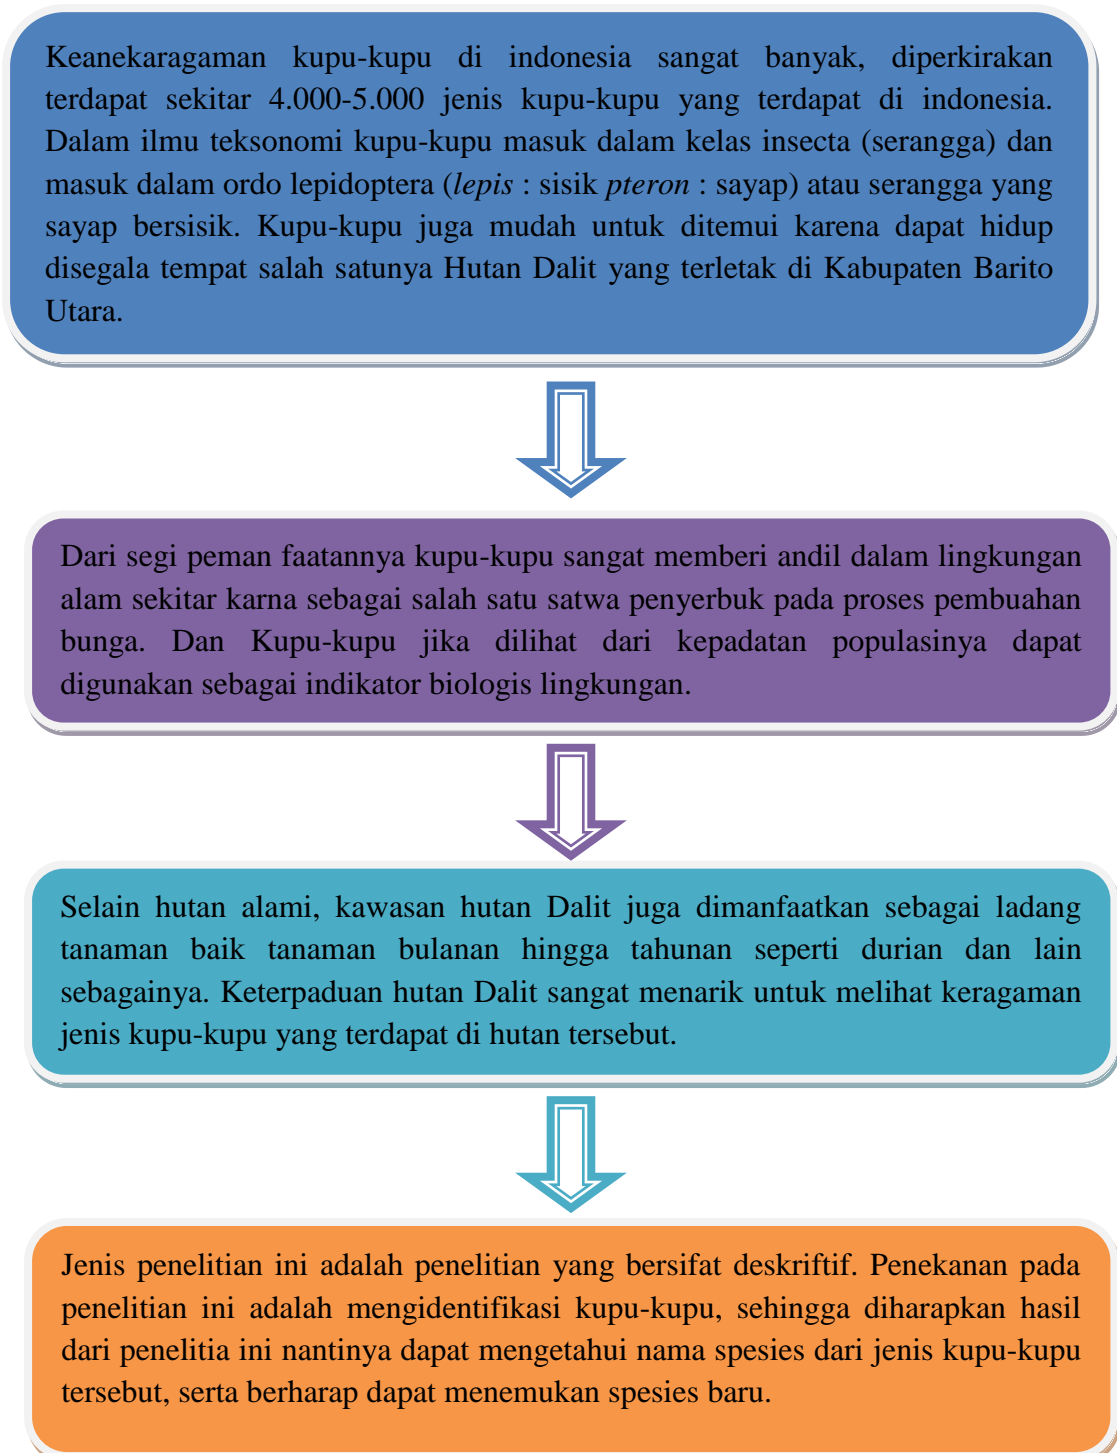 Keanekaragaman kupu-kupu di indonesia sangat banyak, diperkirakan
terdapat sekitar 4.000-5.000 jenis kupu-kupu yang terdapat di indonesia.
Dalam ilmu teksonomi kupu-kupu masuk dalam kelas insecta (serangga) dan
masuk dalam ordo lepidoptera (lepis : sisik pteron : sayap) atau serangga yang
sayap bersisik. Kupu-kupu juga mudah untuk ditemui karena dapat hidup
disegala tempat salah satunya Hutan Dalit yang terletak di Kabupaten Barito
Utara.
Dari segi peman faatannya kupu-kupu sangat memberi andil dalam lingkungan
alam sekitar karna sebagai salah satu satwa penyerbuk pada proses pembuahan
bunga. Dan Kupu-kupu jika dilihat dari kepadatan populasinya dapat
digunakan sebagai indikator biologis lingkungan.
Selain hutan alami, kawasan hutan Dalit juga dimanfaatkan sebagai ladang
tanaman baik tanaman bulanan hingga tahunan seperti durian dan lain
sebagainya. Keterpaduan hutan Dalit sangat menarik untuk melihat keragaman
jenis kupu-kupu yang terdapat di hutan tersebut.
Jenis penelitian ini adalah penelitian yang bersifat deskriftif. Penekanan pada
penelitian ini adalah mengidentifikasi kupu-kupu, sehingga diharapkan hasil
dari penelitia ini nantinya dapat mengetahui nama spesies dari jenis kupu-kupu
tersebut, serta berharap dapat menemukan spesies baru.